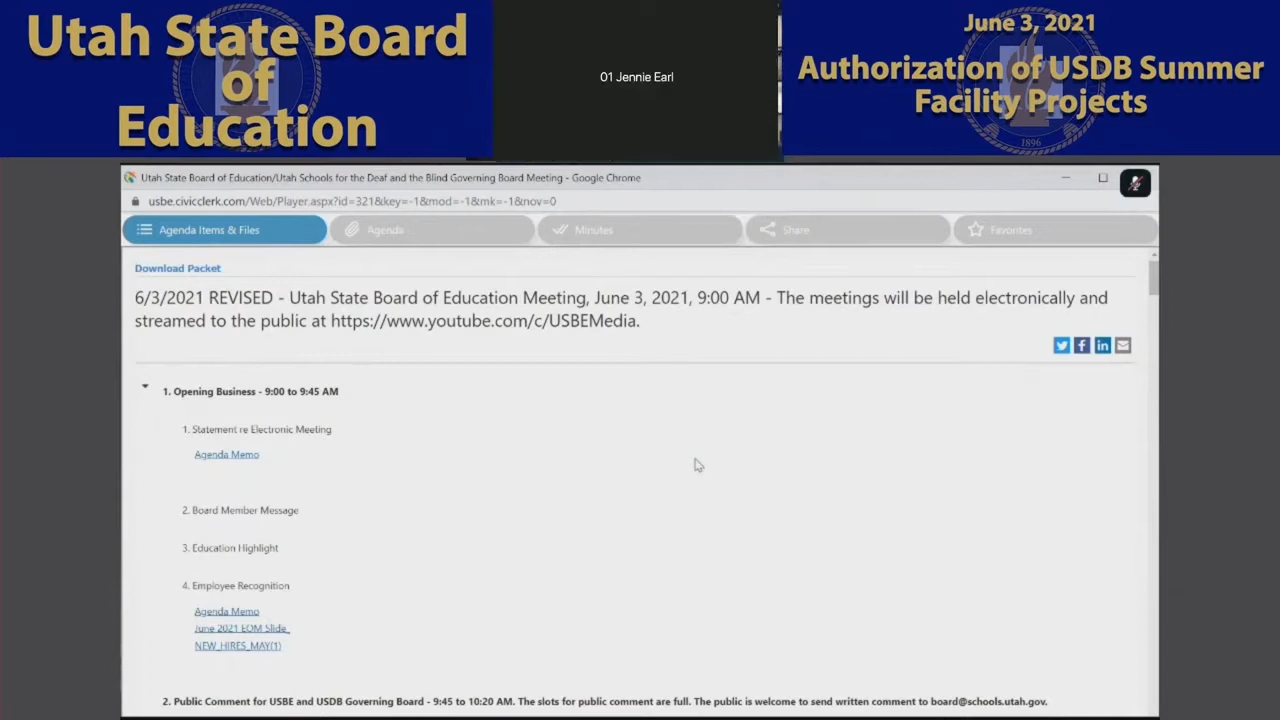 Utah State Board
of
Education
01 Jennie Earl
June 3, 2021
Authorization of USDB Summer
Facility Projects
1896
Utah State Board of Education/Utah Schools for the Deaf and the Blind Governing Board Meeting - Google Chrome
usbe.civicclerk.com/Web/Player.aspx?id=321&key=-1&mod=-1&mk=-1&nov=0
Agenda Items & Files
Agenda
Minutes
Share
Favorites
Download Packet
6/3/2021 REVISED - Utah State Board of Education Meeting, June 3, 2021, 9:00 AM - The meetings will be held electronically and
streamed to the public at https://www.youtube.com/c/USBEMedia.
1. Opening Business - 9:00 to 9:45 AM
1. Statement re Electronic Meeting
Agenda Memo
2. Board Member Message
3. Education Highlight
4. Employee Recognition
Agenda Memo
June 2021 EOM Slide_
NEW_HIRES_MAY(1)
2. Public Comment for USBE and USDB Governing Board - 9:45 to 10:20 AM. The slots for public comment are full. The public is welcome to send written comment to board@schools.utah.gov.